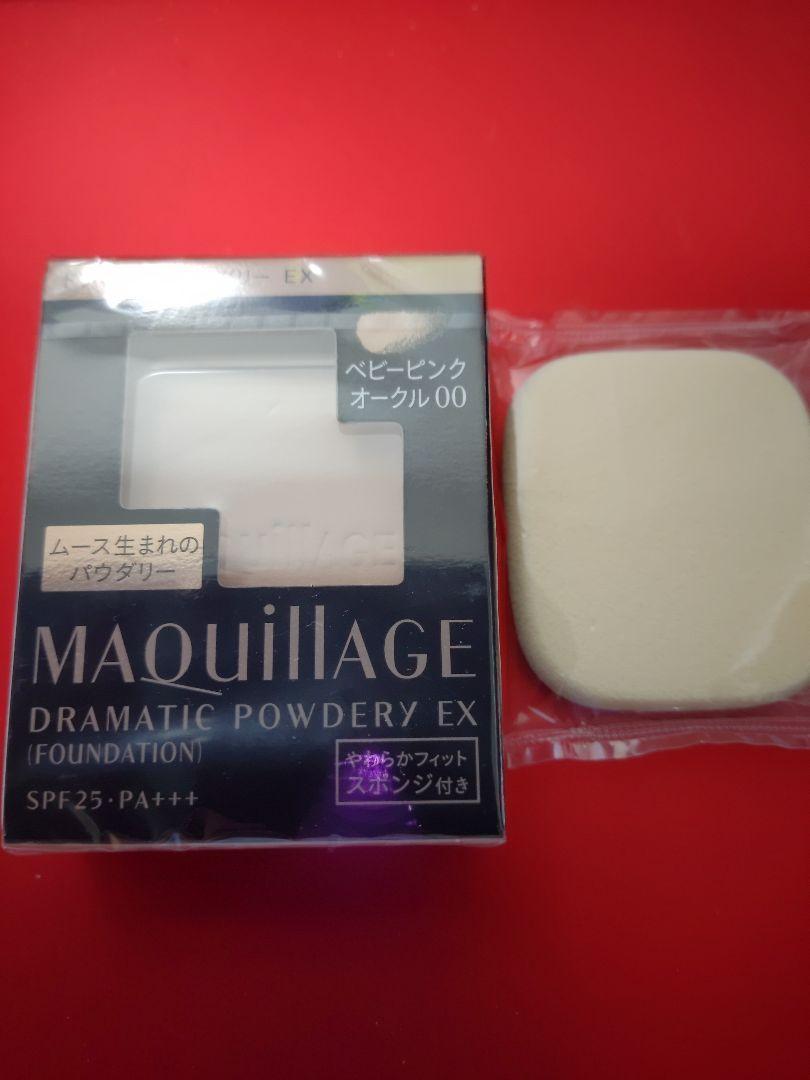 EX
ベビーピンク
オークル 00
ムース生まれの
パウダリー
MAQuillAGE
MAQuillAGE
DRAMATIC POWDERY EX
(FOUNDATION)
やわらかフィット
スポンジ付き
SPF25・PA+++